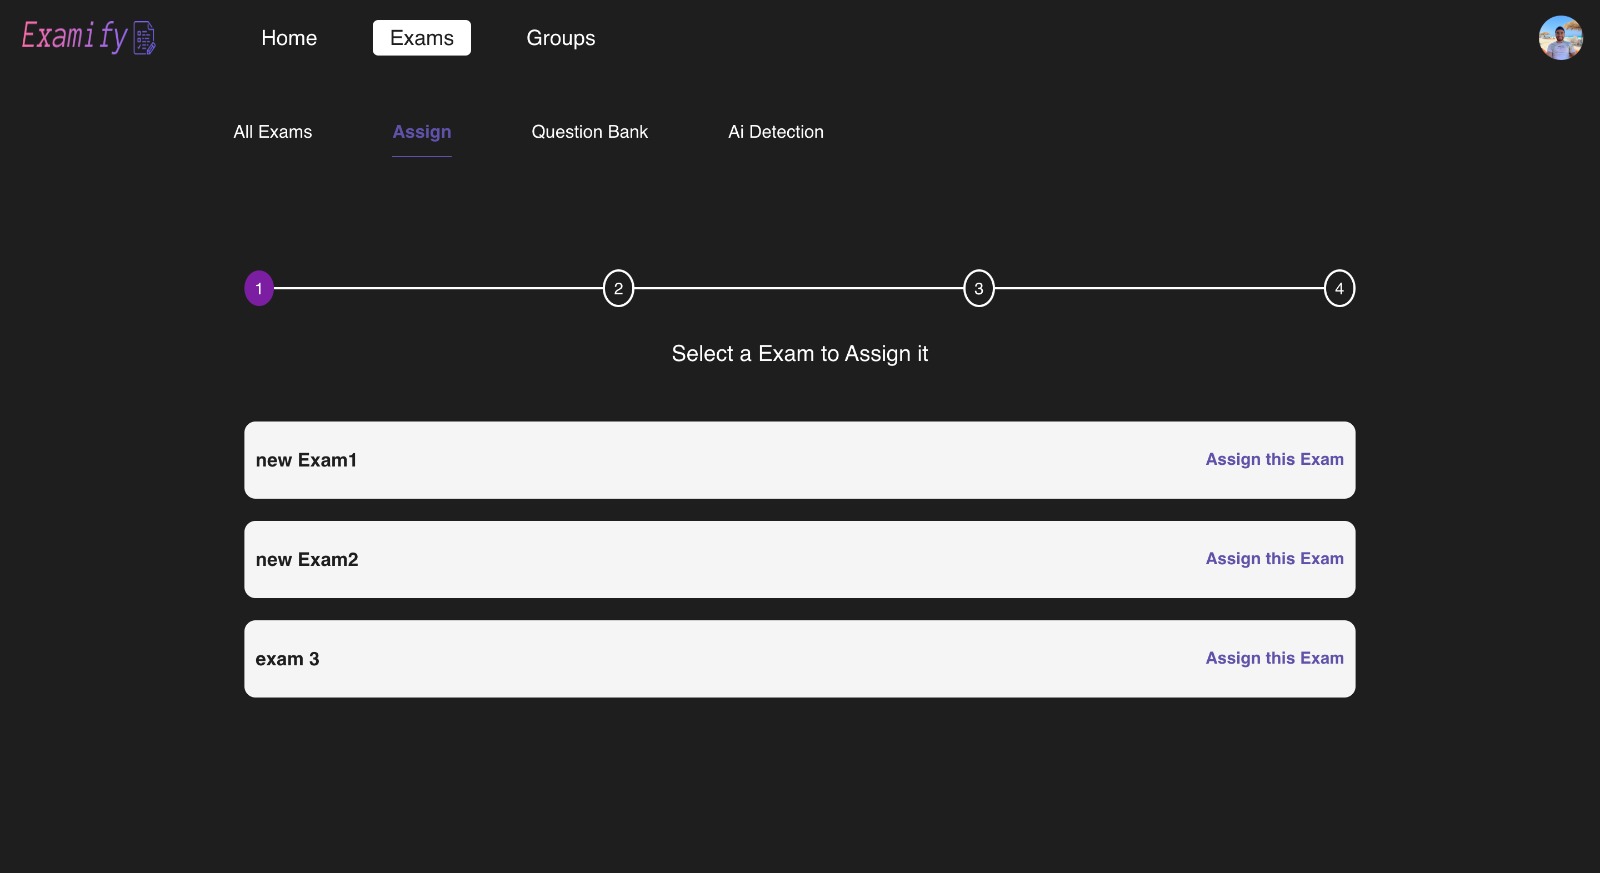 Examify
Home
Exams
Groups
All Exams
Assign
Question Bank
Ai Detection
1
2
3
4
Select a Exam to Assign it
new Exam1
Assign this Exam
new Exam2
Assign this Exam
exam 3
Assign this Exam